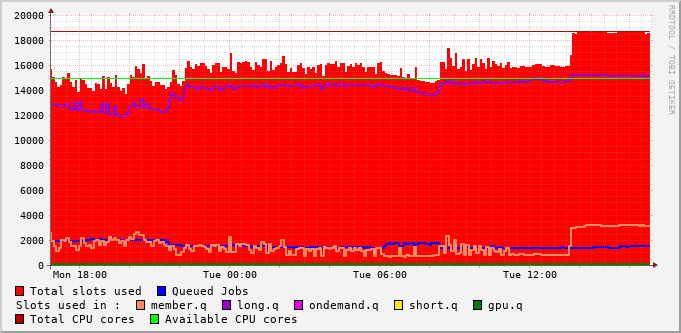 20000
18000
16000
14000
12000
10000
8000
6000
4000
2000
0
Mon 18:00 Tue 00:00 Tue 06:00 Tue 12:00
RRDTOOL / TOBI OETIKER
Total slots used Queued Jobs
Slots used in : member.q long.q ondemand.q short.q gpu.q
Total CPU cores Available CPU cores